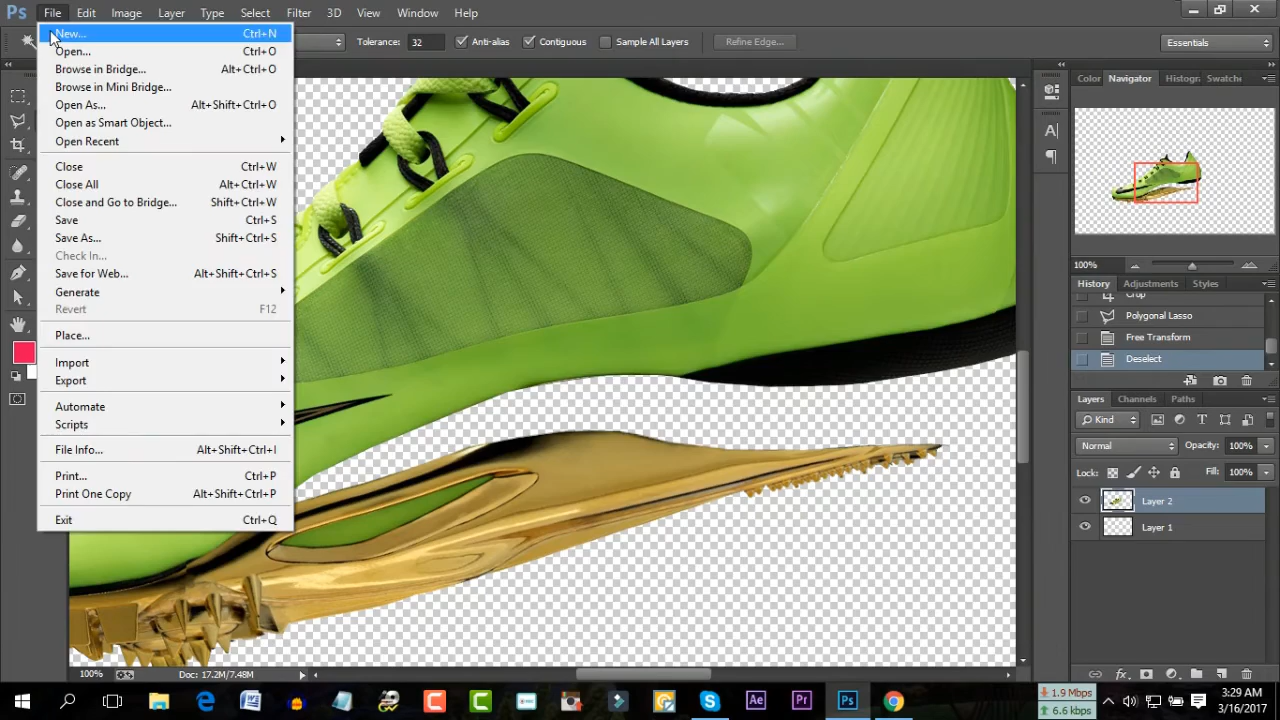 Ps File Edit Image Layer Type Select Filter 3D View Window Help
Tolerance: 32 Anti-alias Contiguous Sample All Layers Refine Edge... Essentials
New... Ctrl+N
Open... Ctrl+O
Browse in Bridge... Alt+Ctrl+O
Browse in Mini Bridge...
Open As... Alt+Shift+Ctrl+O
Open as Smart Object...
Open Recent
Close Ctrl+W
Close All Alt+Ctrl+W
Close and Go to Bridge... Shift+Ctrl+W
Save Ctrl+S
Save As... Shift+Ctrl+S
Check In...
Save for Web... Alt+Shift+Ctrl+S
Generate
Revert F12
Place...
Import
Export
Automate
Scripts
File Info... Alt+Shift+Ctrl+I
Print... Ctrl+P
Print One Copy Alt+Shift+Ctrl+P
Exit Ctrl+Q
Color Navigator Histog Swatch
100%
History Adjustments Styles
Crop
Polygonal Lasso
Free Transform
Deselect
Layers Channels Paths
Kind
Normal Opacity: 100%
Lock: Fill: 100%
Layer 2
Layer 1
100% Doc: 17.2M/7.48M
Ae Pr Ps
1.9 Mbps
6.6 kbps
3:29 AM
3/16/2017